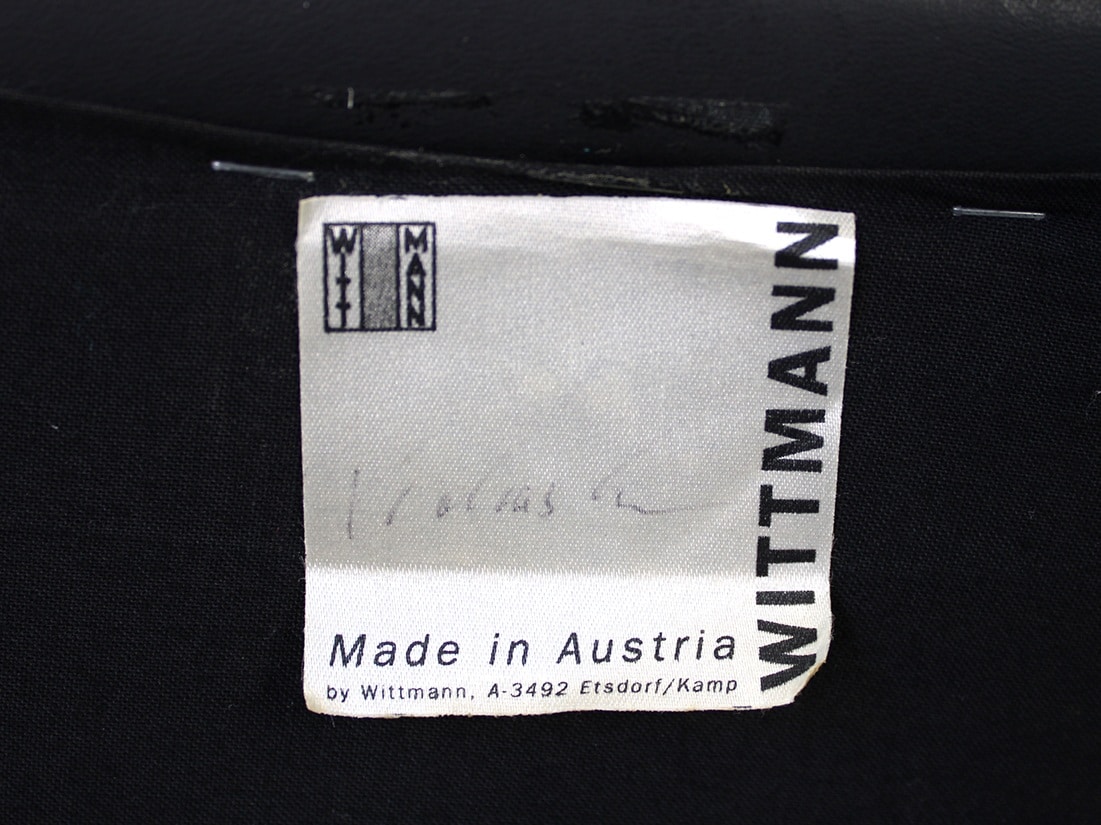 WITT MANN
WITTMANN
Made in Austria
by Wittmann, A-3492 Etsdorf/Kamp